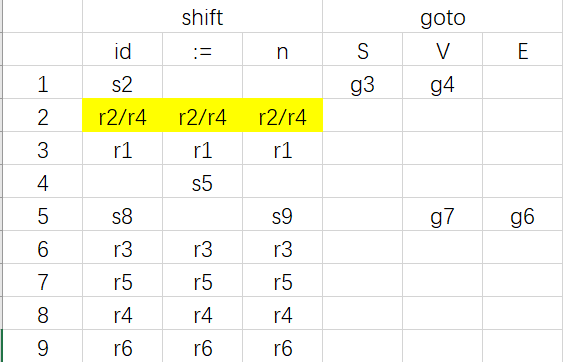 shift goto
id := n S V E
1 s2 g3 g4
2 r2/r4 r2/r4 r2/r4
3 r1 r1 r1
4 s5
5 s8 s9 g7 g6
6 r3 r3 r3
7 r5 r5 r5
8 r4 r4 r4
9 r6 r6 r6